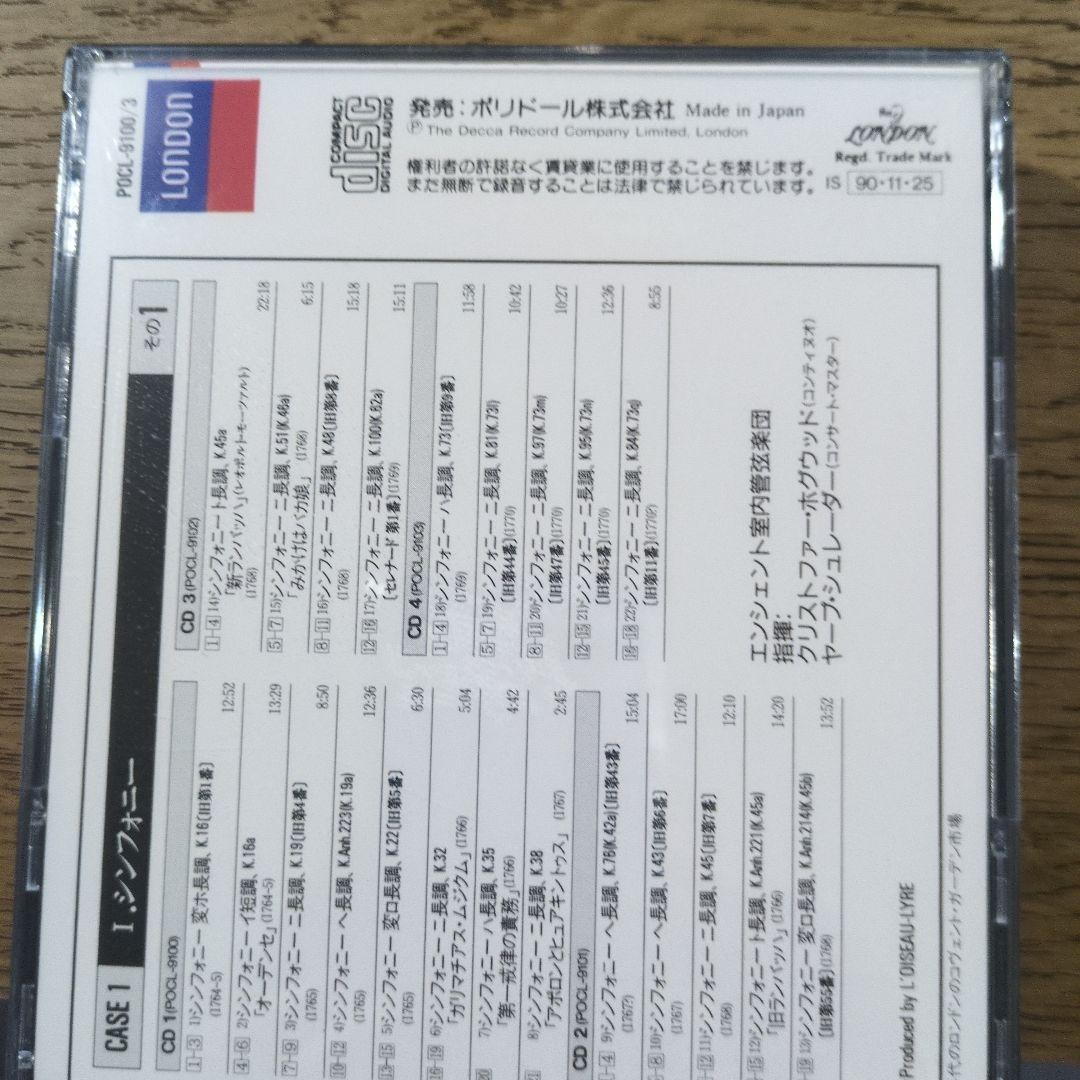 POCL-9100/3
LONDON
COMPACT
disc
DIGITAL AUDIO
発売:ポリドール株式会社 Made in Japan
Ⓟ The Decca Record Company Limited, London
権利者の許諾なく賃貸業に使用することを禁じます。
また無断で録音することは法律で禁じられています。
LONDON
Regd. Trade Mark
IS 90・11・25
CASE 1 I.シンフォニー その1
CD 1 (POCL-9100)
1-3 1)シンフォニー 変ホ長調、K.16〔旧第1番〕 12:52
(1764~5)
4-6 2)シンフォニー イ短調、K.16a 13:29
「オーデンセ」(1764~5)
7-9 3)シンフォニー ニ長調、K.19〔旧第4番〕 8:50
(1765)
10-12 4)シンフォニー ヘ長調、K.Anh.223(K.19a) 12:36
(1765)
13-15 5)シンフォニー 変ロ長調、K.22〔旧第5番〕 6:30
(1765)
16-19 6)シンフォニー ニ長調、K.32 5:04
「ガリマチアス・ムジクム」(1766)
20 7)シンフォニー ハ長調、K.35 4:42
「第一戒律の責務」(1766)
21 8)シンフォニー ニ長調、K.38 2:45
「アポロンとヒュアキントゥス」(1767)
CD 2 (POCL-9101)
-4 9)シンフォニー ヘ長調、K.76(K.42a)〔旧第43番〕 15:04
(1767?)
-8 10)シンフォニー ヘ長調、K.43〔旧第6番〕 17:00
(1767)
-12 11)シンフォニー ニ長調、K.45〔旧第7番〕 12:10
(1768)
-15 12)シンフォニー ト長調、K.Anh.221(K.45a) 14:20
「旧ランバッハ」(1766)
-19 13)シンフォニー 変ロ長調、K.Anh.214(K.45b) 13:52
〔旧第55番〕(1768)
CD 3 (POCL-9102)
1-4 14)シンフォニー ト長調、K.45a 22:18
「新ランバッハ」(レオポルト・モーツァルト)
(1768)
5-7 15)シンフォニー ニ長調、K.51(K.46a) 6:15
「みかけはバカ娘」(1768)
8-11 16)シンフォニー ニ長調、K.48〔旧第8番〕 15:18
(1768)
12-16 17)シンフォニー ニ長調、K.100(K.62a) 15:11
〔セレナード 第1番〕(1769)
CD 4 (POCL-9103)
1-4 18)シンフォニー ハ長調、K.73〔旧第9番〕 11:58
(1769)
5-7 19)シンフォニー ニ長調、K.81(K.73l) 10:42
〔旧第44番〕(1770)
8-11 20)シンフォニー ニ長調、K.97(K.73m) 10:27
〔旧第47番〕(1770)
12-15 21)シンフォニー ニ長調、K.95(K.73n) 12:36
〔旧第45番〕(1770)
16-18 22)シンフォニー ニ長調、K.84(K.73q) 8:55
〔旧第11番〕(1770?)
エンシェント室内管弦楽団
指揮:
クリストファー・ホグウッド(コンティヌオ)
ヤープ・シュレーダー(コンサート・マスター)
Produced by L'OISEAU-LYRE
代のロンドンのコヴェント・ガーデン市場